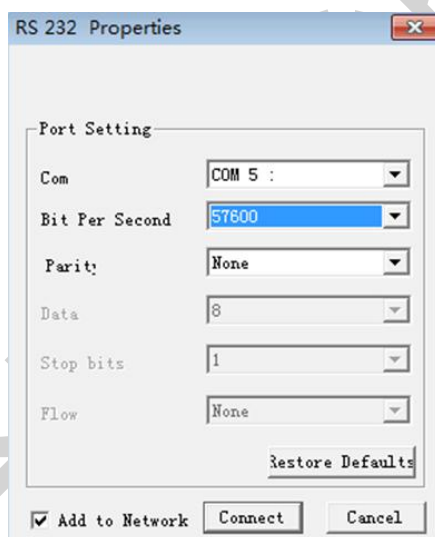 RS 232 Properties
Port Setting
Com COM 5 :
Bit Per Second 57600
Parity None
Data 8
Stop bits 1
Flow None
Restore Defaults
Add to Network Connect Cancel